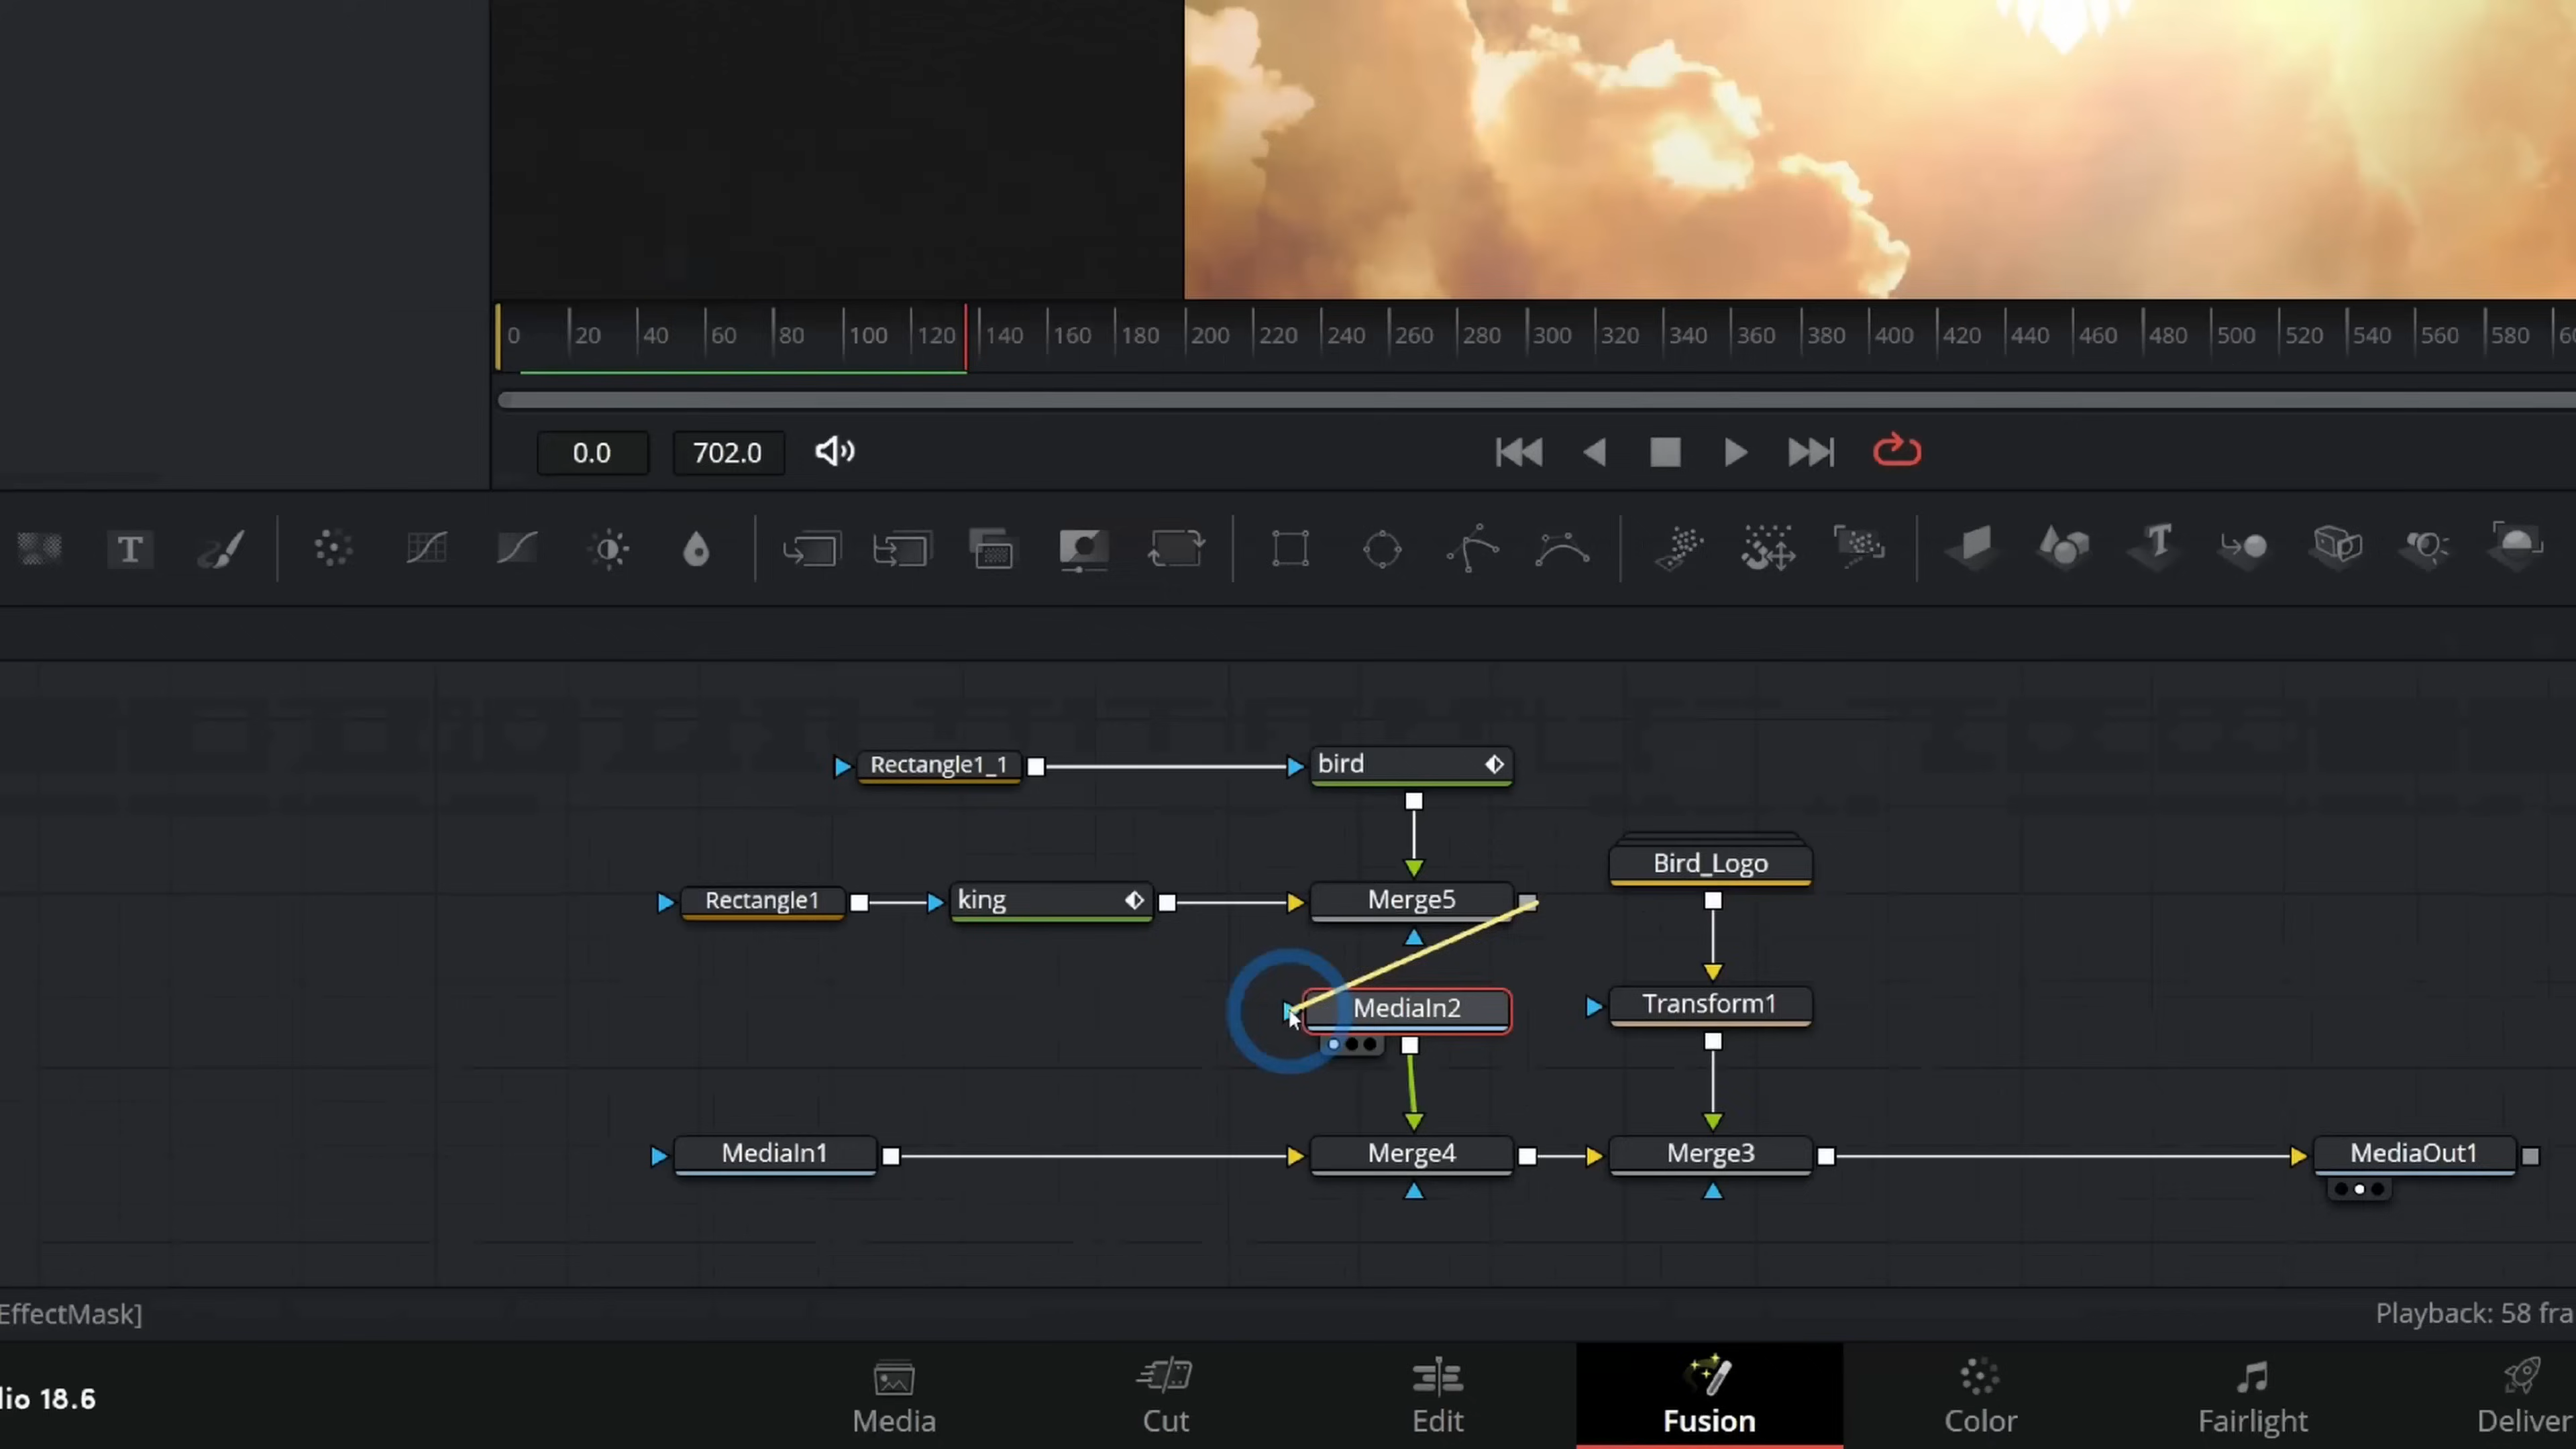 0 20 40 60 80 100 120 140 160 180 200 220 240 260 280 300 320 340 360 380 400 420 440 460 480 500 520 540 560 580
0.0 702.0
T
Rectangle1_1 bird
Bird_Logo
Rectangle1 king Merge5
MediaIn2 Transform1
MediaIn1 Merge4 Merge3 MediaOut1
EffectMask] Playback: 58 fra
dio 18.6
Media Cut Edit Fusion Color Fairlight Deliver